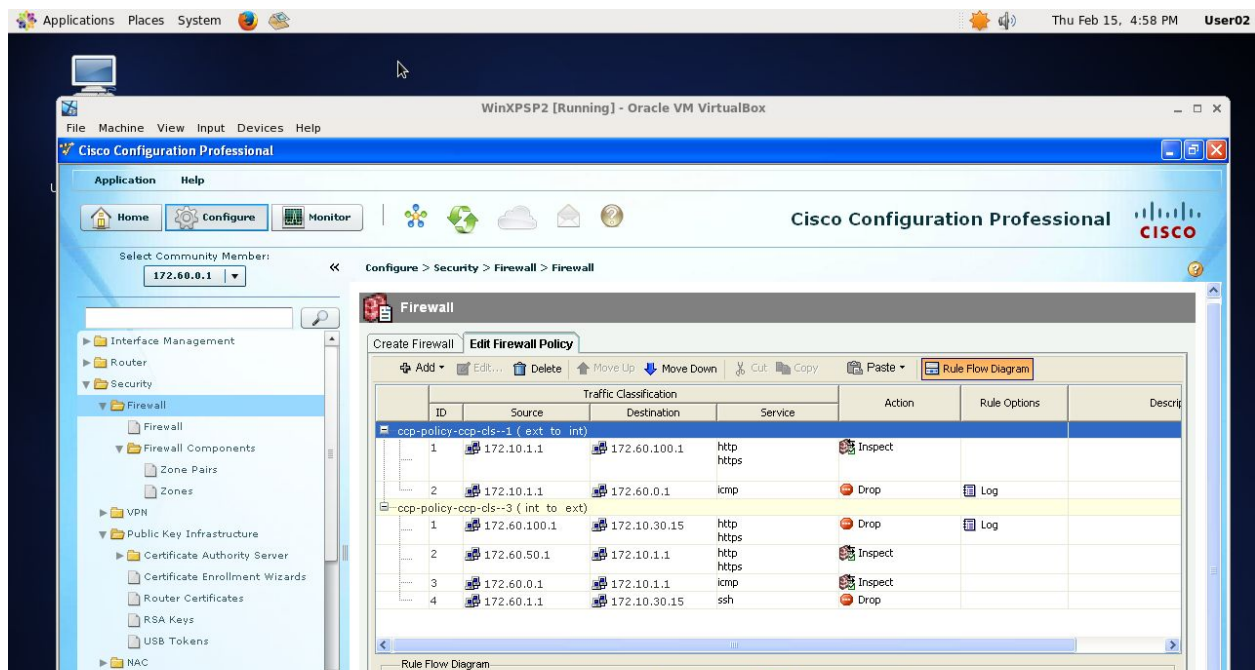 Applications Places System Thu Feb 15, 4:58 PM User02
WinXPSP2 [Running] - Oracle VM VirtualBox
File Machine View Input Devices Help
Cisco Configuration Professional
Application Help
Home Configure Monitor Cisco Configuration Professional CISCO
Select Community Member:
172.60.0.1
« Configure > Security > Firewall > Firewall
Firewall
Create Firewall Edit Firewall Policy
Add Edit... Delete Move Up Move Down Cut Copy Paste Rule Flow Diagram
Traffic Classification Action Rule Options Descrip
ID Source Destination Service
ccp-policy-ccp-cls--1 ( ext to int)
1 172.10.1.1 172.60.100.1 http Inspect
https
2 172.10.1.1 172.60.0.1 icmp Drop Log
ccp-policy-ccp-cls--3 ( int to ext)
1 172.60.100.1 172.10.30.15 http Drop Log
https
2 172.60.50.1 172.10.1.1 http Inspect
https
3 172.60.0.1 172.10.1.1 icmp Inspect
4 172.60.1.1 172.10.30.15 ssh Drop
Rule Flow Diagram
Interface Management
Router
Security
Firewall
Firewall
Firewall Components
Zone Pairs
Zones
VPN
Public Key Infrastructure
Certificate Authority Server
Certificate Enrollment Wizards
Router Certificates
RSA Keys
USB Tokens
NAC